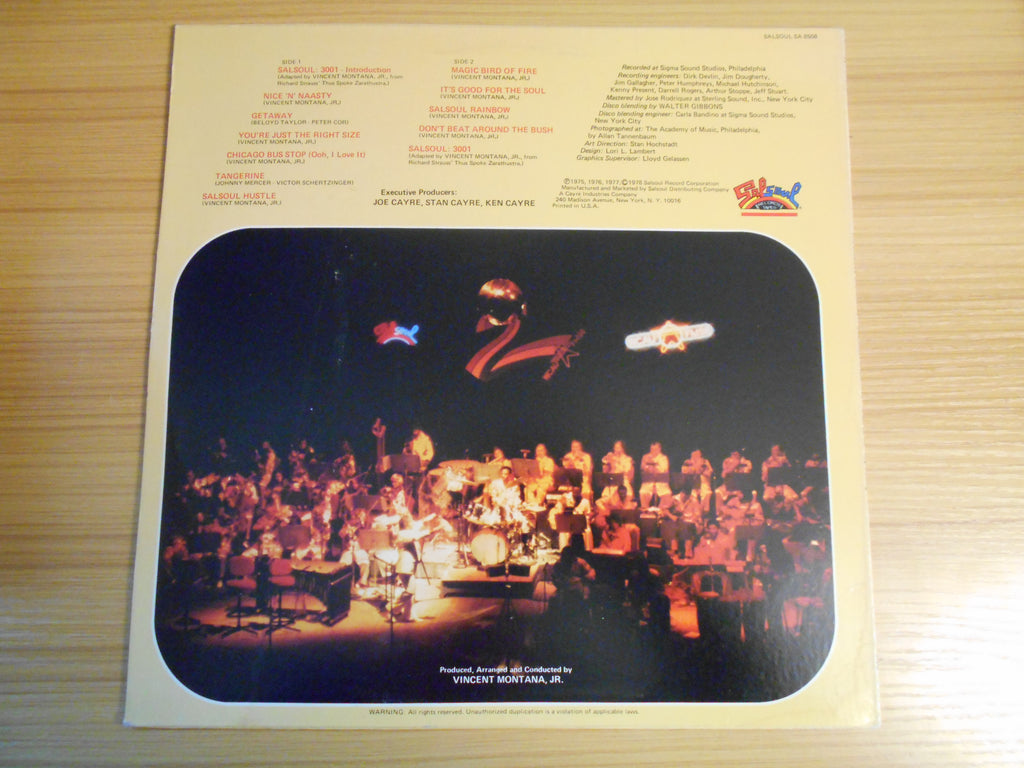 SALSOUL SA 8508
SIDE 1
SALSOUL: 3001 - Introduction
(Adapted by VINCENT MONTANA, JR., from
Richard Strauss' Thus Spoke Zarathustra.)
NICE 'N' NAASTY
(VINCENT MONTANA, JR.)
GETAWAY
(BELOYD TAYLOR - PETER COR)
YOU'RE JUST THE RIGHT SIZE
(VINCENT MONTANA, JR.)
CHICAGO BUS STOP (Ooh, I Love It)
(VINCENT MONTANA, JR.)
TANGERINE
(JOHNNY MERCER - VICTOR SCHERTZINGER)
SALSOUL HUSTLE
(VINCENT MONTANA, JR.)
SIDE 2
MAGIC BIRD OF FIRE
(VINCENT MONTANA, JR.)
IT'S GOOD FOR THE SOUL
(VINCENT MONTANA, JR.)
SALSOUL RAINBOW
(VINCENT MONTANA, JR.)
DON'T BEAT AROUND THE BUSH
(VINCENT MONTANA, JR.)
SALSOUL: 3001
(Adapted by VINCENT MONTANA, JR., from
Richard Strauss' Thus Spoke Zarathustra.)
Executive Producers:
JOE CAYRE, STAN CAYRE, KEN CAYRE
Recorded at Sigma Sound Studios, Philadelphia
Recording engineers: Dirk Devlin, Jim Dougherty,
Jim Gallagher, Peter Humphreys, Michael Hutchinson,
Kenny Present, Darrell Rogers, Arthur Stoppe, Jeff Stuart.
Mastered by Jose Rodriquez at Sterling Sound, Inc., New York City
Disco blending by WALTER GIBBONS
Disco blending engineer: Carla Bandino at Sigma Sound Studios,
New York City
Photographed at: The Academy of Music, Philadelphia,
by Allen Tannenbaum
Art Direction: Stan Hochstadt
Design: Lori L. Lambert
Graphics Supervisor: Lloyd Gelassen
Ⓟ1975, 1976, 1977, ©1978 Salsoul Record Corporation
Manufactured and Marketed by Salsoul Distributing Company
A Cayre Industries Company
240 Madison Avenue, New York, N. Y. 10016
Printed in U.S.A.
Salsoul
Salsoul
Produced, Arranged and Conducted by
VINCENT MONTANA, JR.
WARNING: All rights reserved. Unauthorized duplication is a violation of applicable laws.